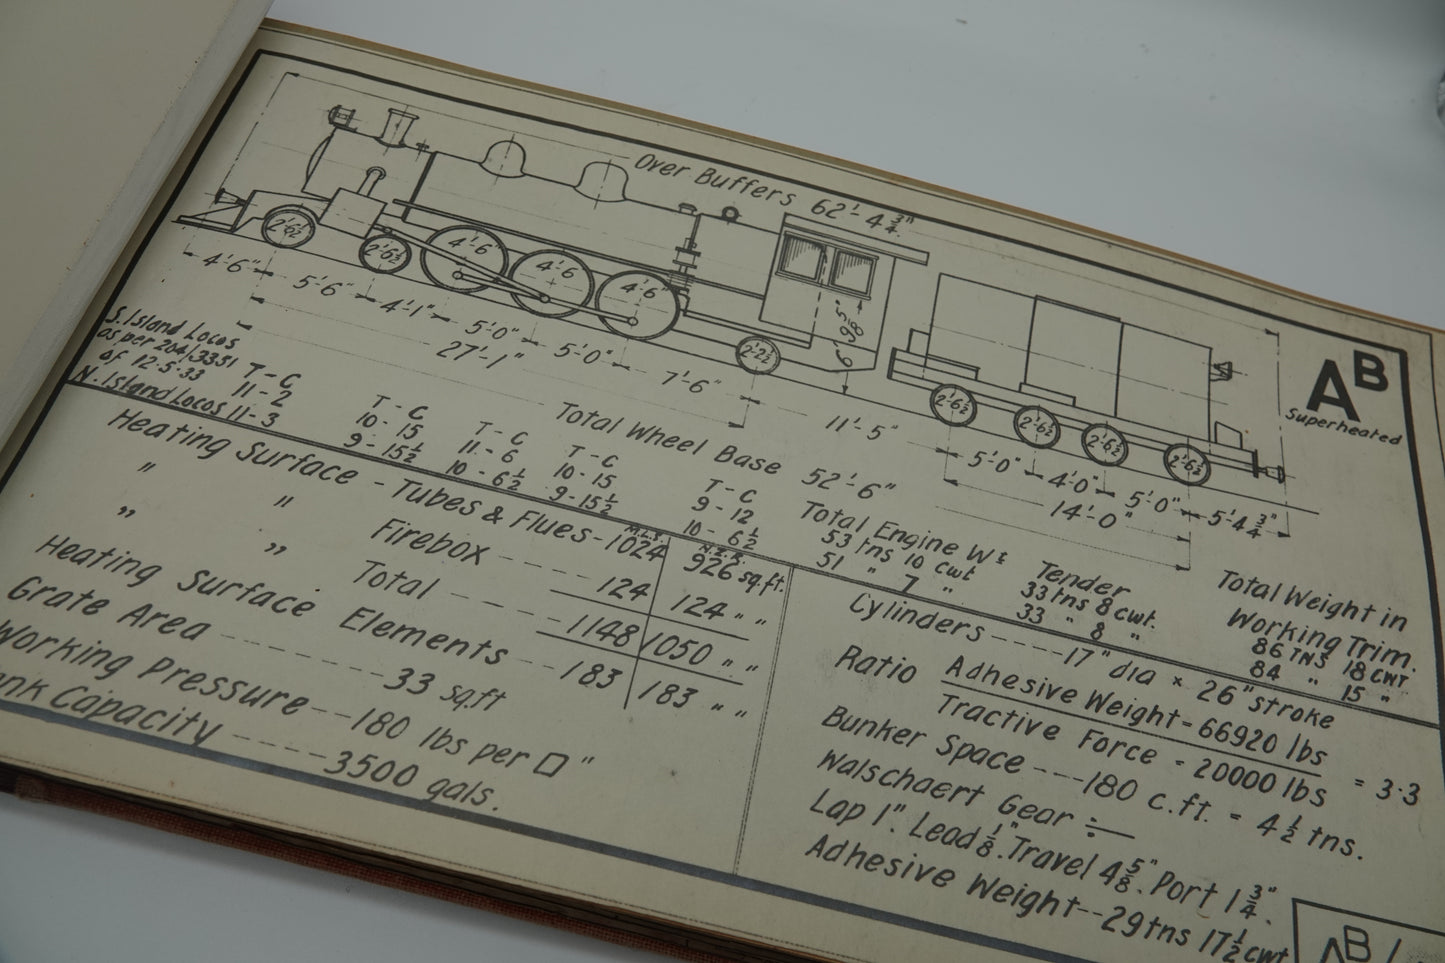 Over Buffers 62'-4 3/4"
AB
Superheated
2'6½ 2'6½ 4'6" 4'6 4'6" 2'2½ 2'6½ 2'6½ 2'6½ 2'6½
4'-6" 5'-6" 4'-1" 5'-0" 5'-0" 7'-6" 11'-5" 5'-0" 4'-0" 5'-0" 5'-4 3/4"
27'-1" 14'-0"
Total Wheel Base 52'-6"
S.Island Locos
as per 204/3351
of 12.5.33
T-C T-C T-C T-C T-C
11-2 10-15 11-6 10-15 9-12
N.Island Locos 11-3 9-15½ 10-6½ 9-15½ 10-6½
Total Engine Wt Tender Total Weight in
Working Trim.
53 tns 10 cwt 33 tns 8 cwt. 86 TNS 18 CWT
51 " 7 " 33 " 8 " 84 " 15 "
M.L.S. N.Z.R.
Heating Surface - Tubes & Flues - 1024 926 sq.ft.
" " Firebox ---- 124 124 " "
" " Total ---- 1148 1050 " "
Heating Surface Elements -- 183 183 " "
Grate Area ------ 33 sq.ft
Working Pressure -- 180 lbs per □"
Capacity ---- 3500 gals.
Cylinders ---- 17" dia × 26" stroke
Ratio Adhesive Weight = 66920 lbs
Tractive Force = 20000 lbs = 3·3
Bunker Space --- 180 c.ft. = 4½ tns.
Walschaert Gear :—
Lap 1". Lead 1/8". Travel 4 5/8". Port 1 3/4".
Adhesive Weight -- 29 tns 17½ cwt
AB